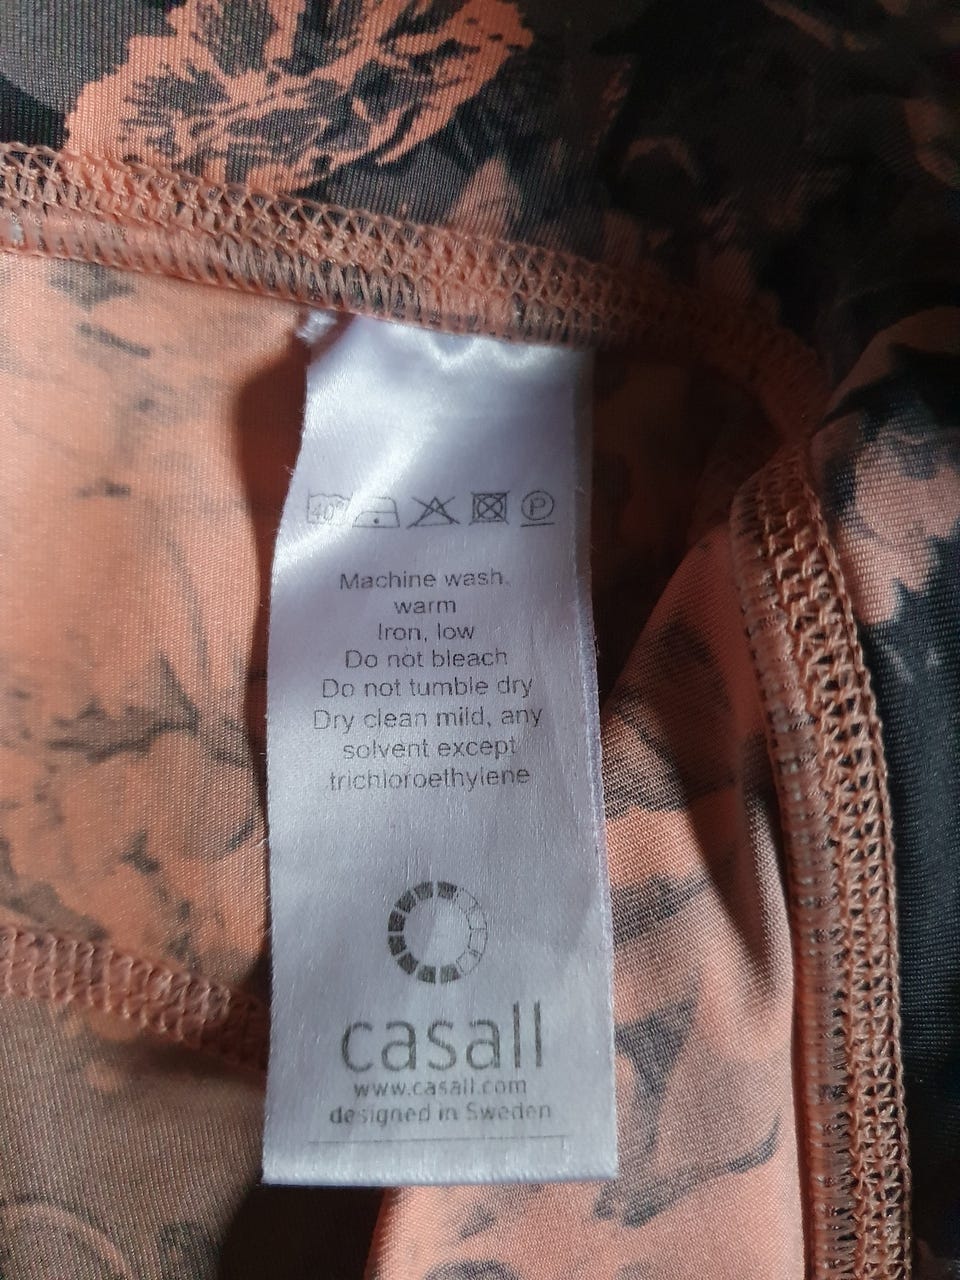 40° P
Machine wash,
warm
Iron, low
Do not bleach
Do not tumble dry
Dry clean mild, any
solvent except
trichloroethylene
casall
www.casall.com
designed in Sweden